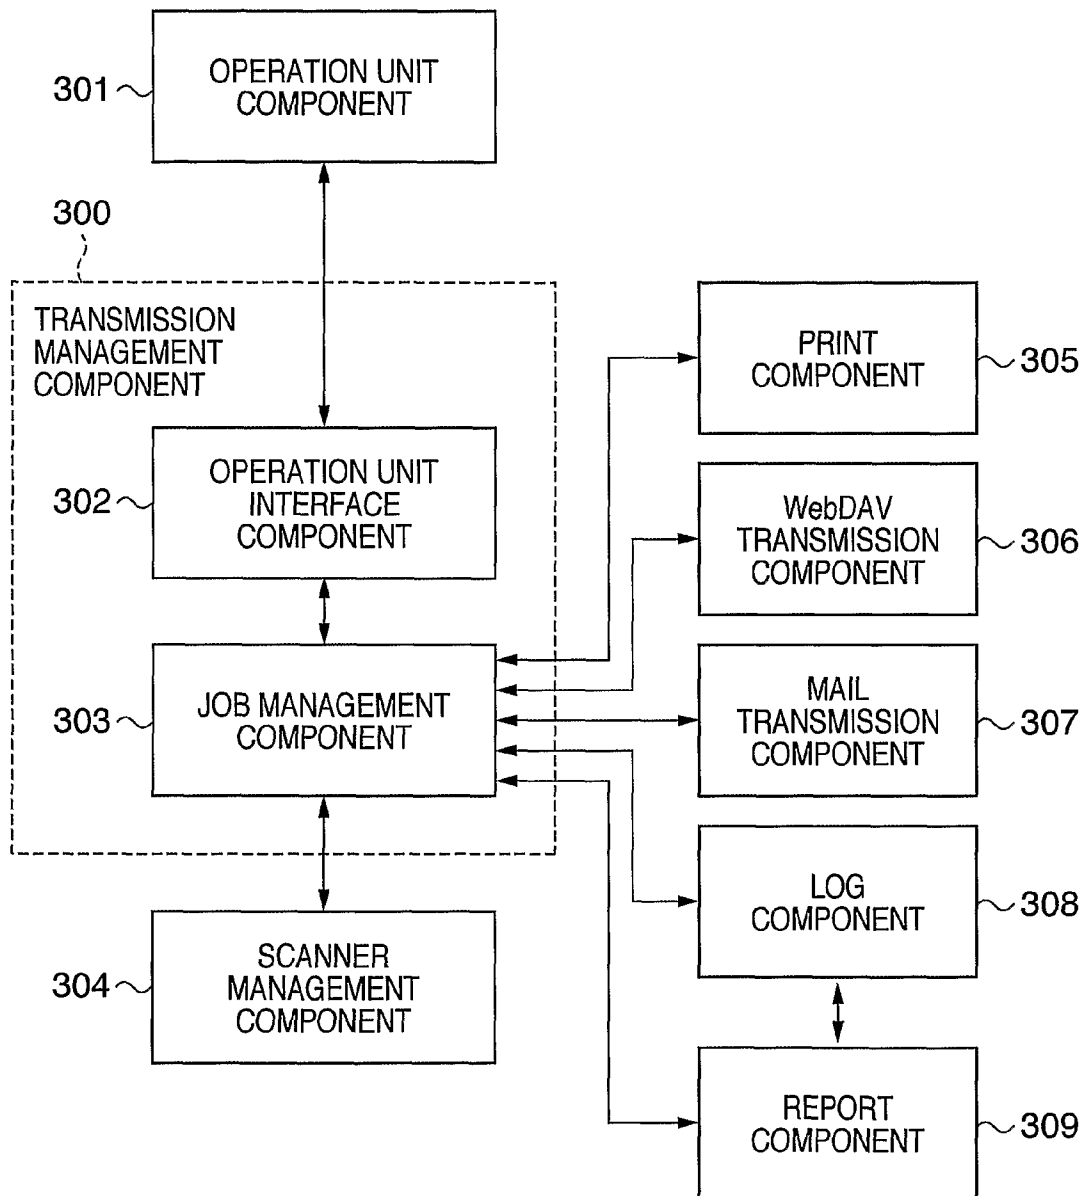 301
OPERATION UNIT
COMPONENT
300
TRANSMISSION
MANAGEMENT
COMPONENT
302
OPERATION UNIT
INTERFACE
COMPONENT
303
JOB MANAGEMENT
COMPONENT
304
SCANNER
MANAGEMENT
COMPONENT
PRINT
COMPONENT
305
WebDAV
TRANSMISSION
COMPONENT
306
MAIL
TRANSMISSION
COMPONENT
307
LOG
COMPONENT
308
REPORT
COMPONENT
309